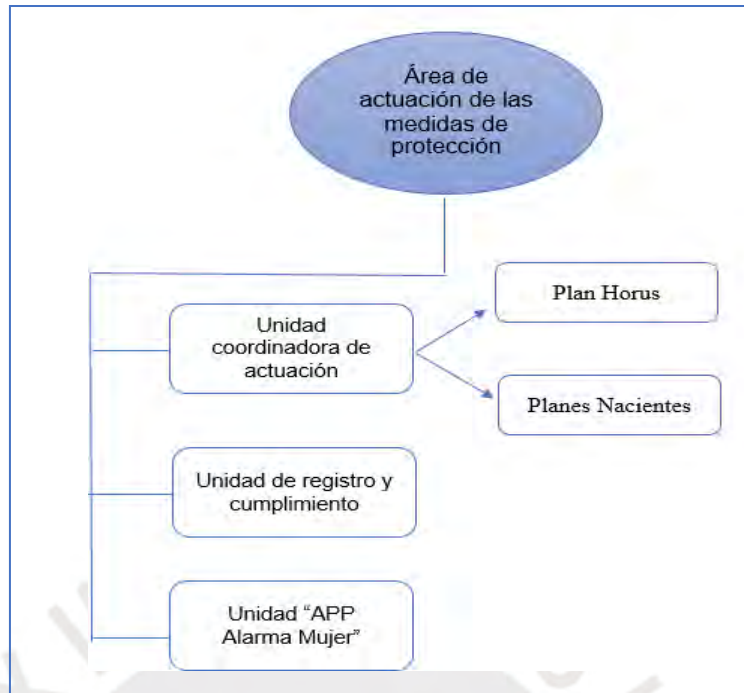 Área de
actuación de las
medidas de
protección
Plan Horus
Unidad
coordinadora de
actuación
Planes Nacientes
Unidad de registro y
cumplimiento
Unidad “APP
Alarma Mujer”